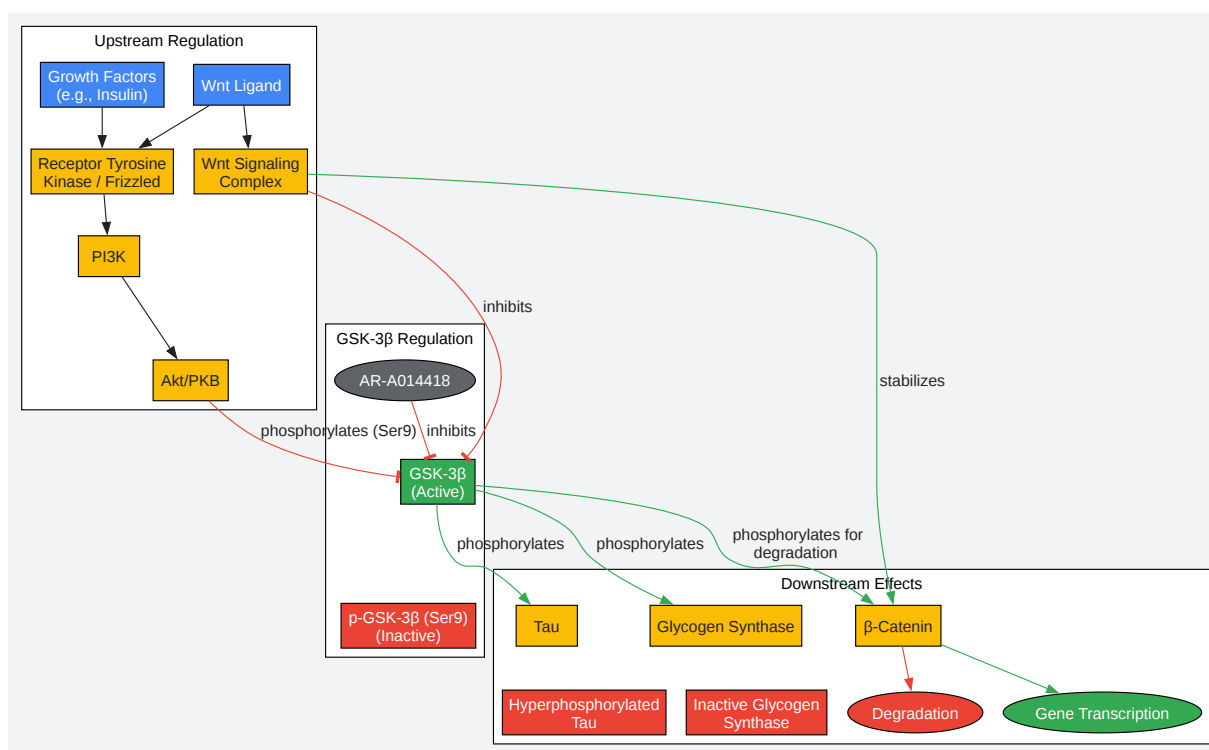 Upstream Regulation
Growth Factors
(e.g., Insulin)
Wnt Ligand
Receptor Tyrosine
Kinase / Frizzled
Wnt Signaling
Complex
PI3K
inhibits
GSK-3β Regulation
AR-A014418
Akt/PKB
stabilizes
phosphorylates (Ser9)
inhibits
GSK-3β
(Active)
phosphorylates
phosphorylates
phosphorylates for
degradation
Downstream Effects
p-GSK-3β (Ser9)
(Inactive)
Tau
Glycogen Synthase
β-Catenin
Hyperphosphorylated
Tau
Inactive Glycogen
Synthase
Degradation
Gene Transcription